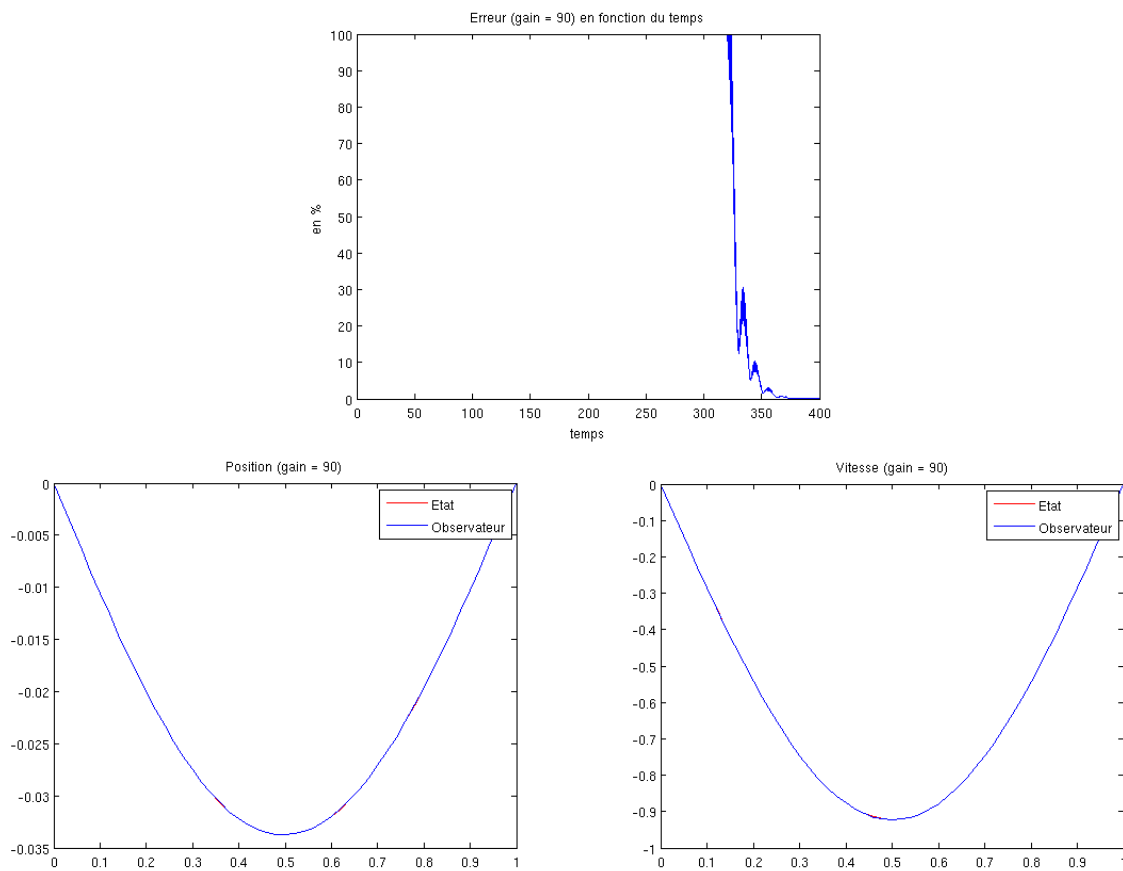 Erreur (gain = 90) en fonction du temps
100
90
80
70
60
50
40
30
20
10
0
en %
0 50 100 150 200 250 300 350 400
temps
Position (gain = 90)
0
-0.005
-0.01
-0.015
-0.02
-0.025
-0.03
-0.035
Etat
Observateur
0 0.1 0.2 0.3 0.4 0.5 0.6 0.7 0.8 0.9 1
Vitesse (gain = 90)
0
-0.1
-0.2
-0.3
-0.4
-0.5
-0.6
-0.7
-0.8
-0.9
-1
Etat
Observateur
0 0.1 0.2 0.3 0.4 0.5 0.6 0.7 0.8 0.9 1